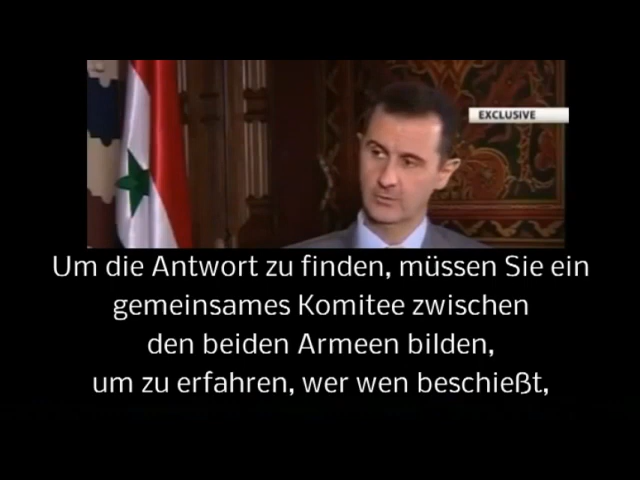 EXCLUSIVE
Um die Antwort zu finden, müssen Sie ein
gemeinsames Komitee zwischen
den beiden Armeen bilden,
um zu erfahren, wer wen beschießt,